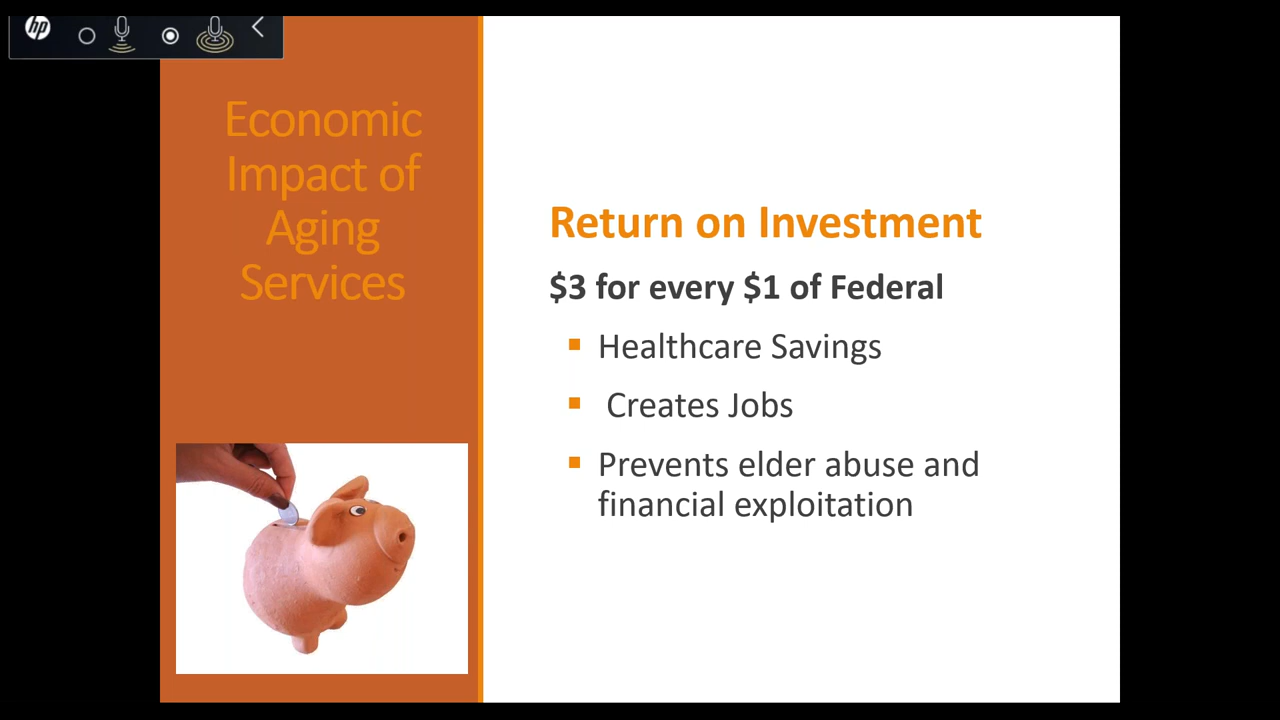 hp
Economic
Impact of
Aging
Services
Return on Investment
$3 for every $1 of Federal
Healthcare Savings
Creates Jobs
Prevents elder abuse and
financial exploitation